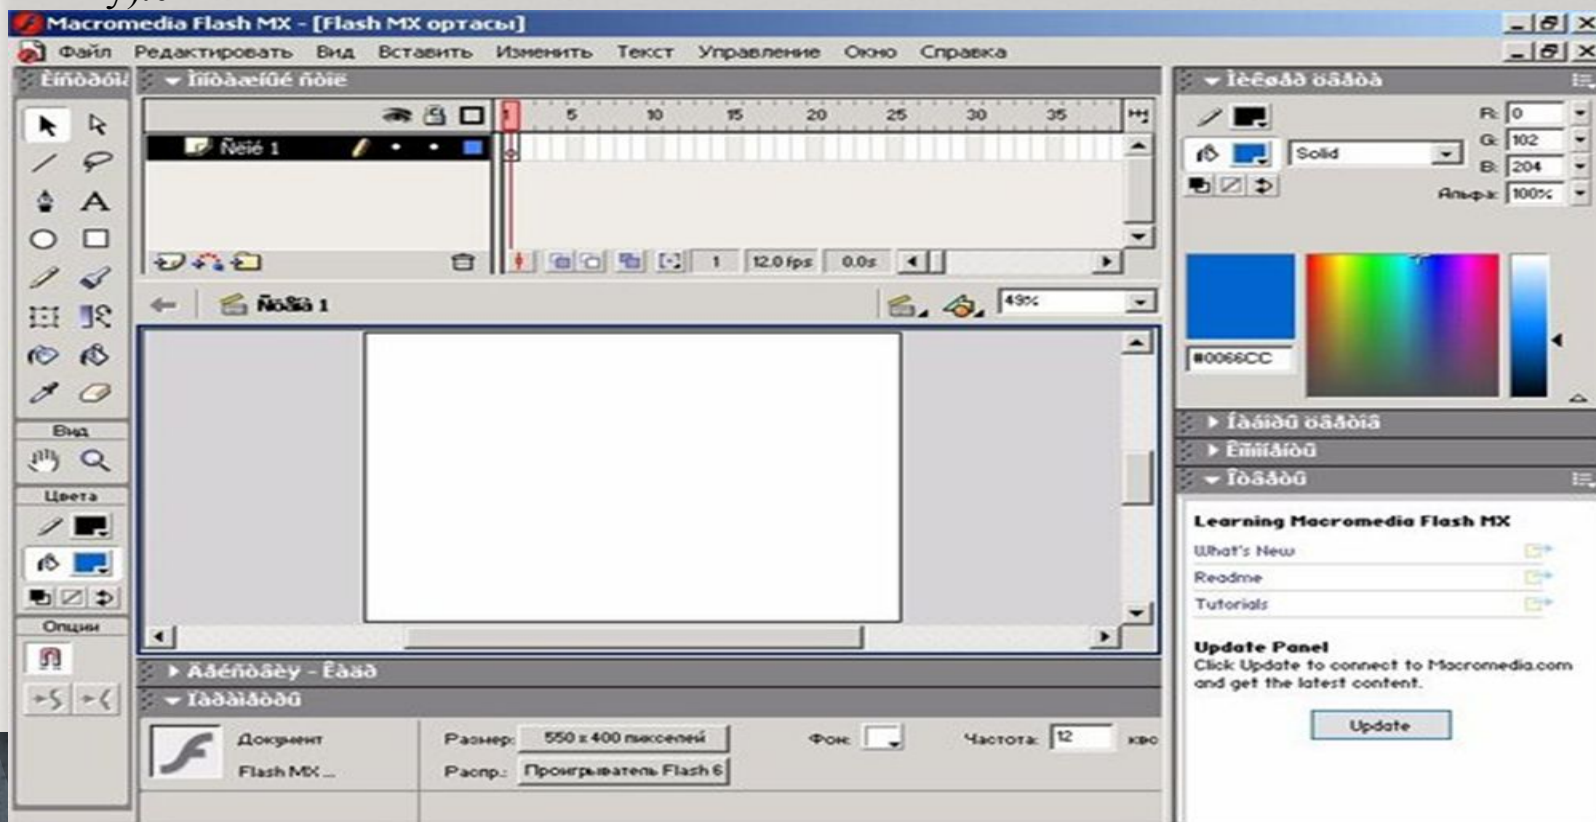 Macromedia Flash MX - [Flash MX ортасы]
Файл Редактировать Вид Вставить Изменить Текст Управление Окно Справка
1 5 10 15 20 25 30 35
1
1 12.0 fps 0.0s
1 49%
Вид
Цвета
Опции
R: 0
G: 102
Solid
B: 204
Альфа: 100%
#0066CC
Learning Macromedia Flash MX
What's New
Readme
Tutorials
Update Panel
Click Update to connect to Macromedia.com
and get the latest content.
Update
Документ Размер: 550 x 400 пикселей Фон: Частота: 12 квс
Flash MX ... Распр.: Проигрыватель Flash 6